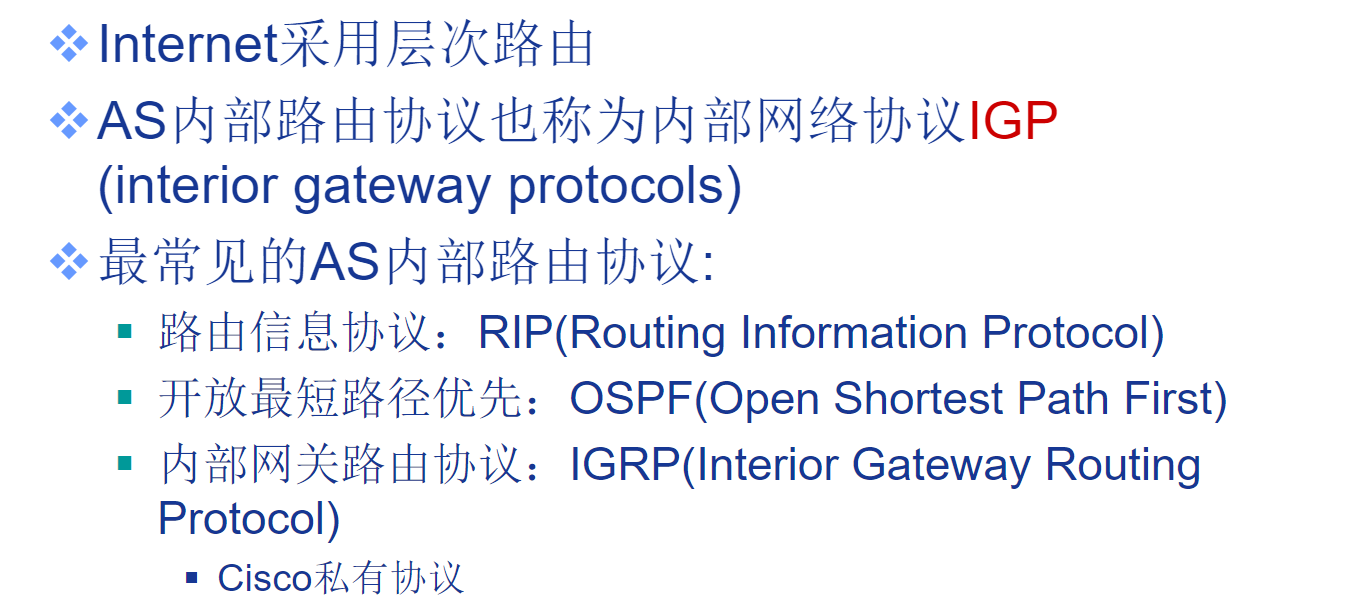 Internet采用层次路由
AS内部路由协议也称为内部网络协议IGP
(interior gateway protocols)
最常见的AS内部路由协议:
路由信息协议：RIP(Routing Information Protocol)
开放最短路径优先：OSPF(Open Shortest Path First)
内部网关路由协议：IGRP(Interior Gateway Routing
Protocol)
Cisco私有协议